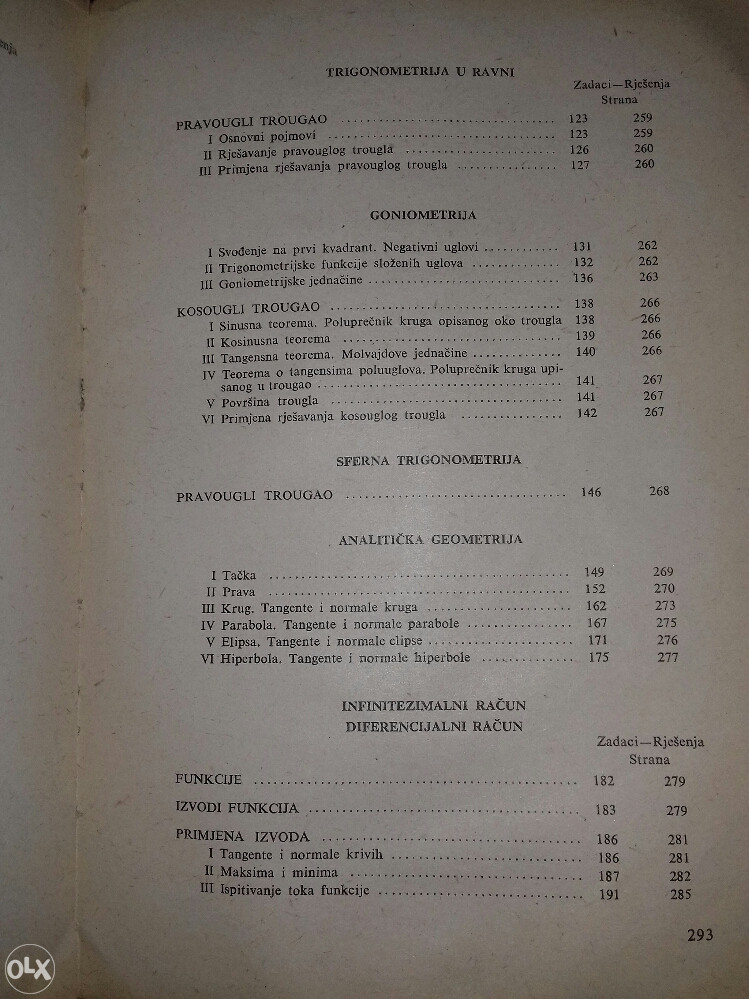 TRIGONOMETRIJA U RAVNI
Zadaci—Rješenja
Strana
PRAVOUGLI TROUGAO ................................ 123 259
I Osnovni pojmovi ................................ 123 259
II Rješavanje pravouglog trougla ...................... 126 260
III Primjena rješavanja pravouglog trougla ............... 127 260
GONIOMETRIJA
I Svođenje na prvi kvadrant. Negativni uglovi ............ 131 262
II Trigonometrijske funkcije složenih uglova ............. 132 262
III Goniometrijske jednačine ............................ 136 263
KOSOUGLI TROUGAO .................................. 138 266
I Sinusna teorema. Poluprečnik kruga opisanog oko trougla 138 266
II Kosinusna teorema ................................. 139 266
III Tangensna teorema. Molvajdove jednačine ............. 140 266
IV Teorema o tangensima poluuglova. Poluprečnik kruga upi-
sanog u trougao .................................... 141 267
V Površina trougla ................................... 141 267
VI Primjena rješavanja kosouglog trougla ............... 142 267
SFERNA TRIGONOMETRIJA
PRAVOUGLI TROUGAO ................................. 146 268
ANALITIČKA GEOMETRIJA
I Tačka ............................................. 149 269
II Prava ............................................. 152 270
III Krug. Tangente i normale kruga ...................... 162 273
IV Parabola. Tangente i normale parabole ................ 167 275
V Elipsa. Tangente i normale elipse ..................... 171 276
VI Hiperbola. Tangente i normale hiperbole .............. 175 277
INFINITEZIMALNI RAČUN
DIFERENCIJALNI RAČUN
Zadaci—Rješenja
Strana
FUNKCIJE ................................................ 182 279
IZVODI FUNKCIJA ........................................ 183 279
PRIMJENA IZVODA ...................................... 186 281
I Tangente i normale krivih ............................ 186 281
II Maksima i minima ................................... 187 282
III Ispitivanje toka funkcije .............................. 191 285
293
OLX